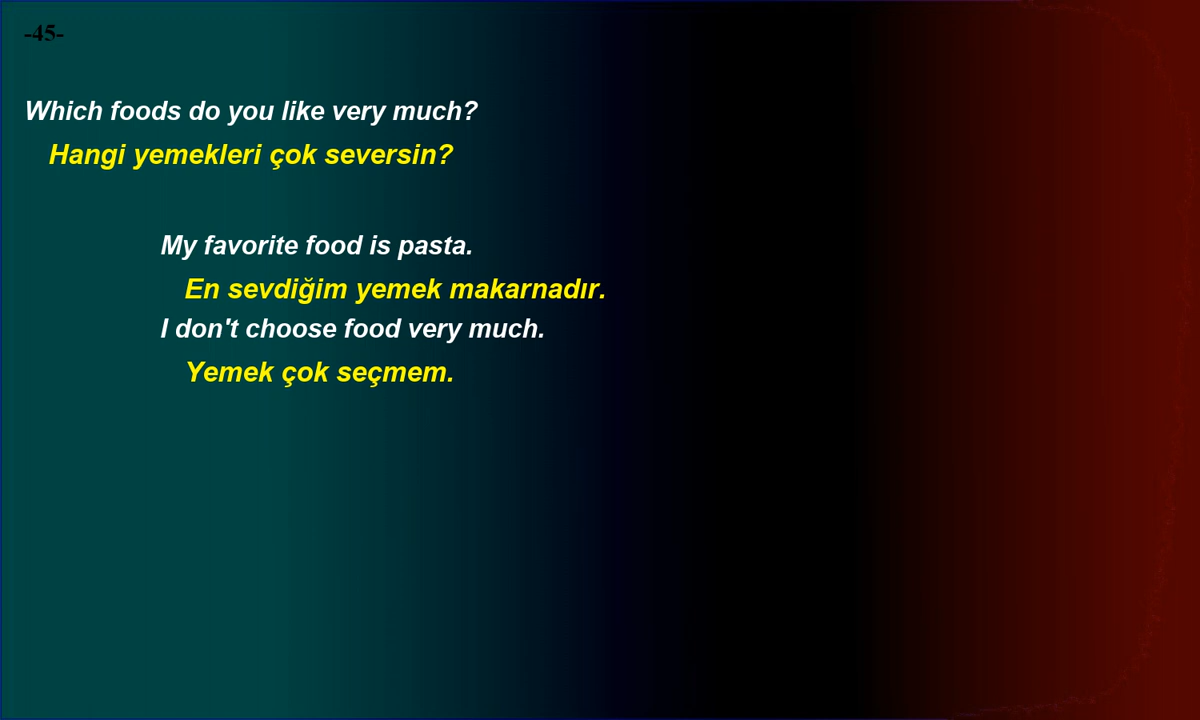 -45-
Which foods do you like very much?
Hangi yemekleri çok seversin?
My favorite food is pasta.
En sevdiğim yemek makarnadır.
I don't choose food very much.
Yemek çok seçmem.